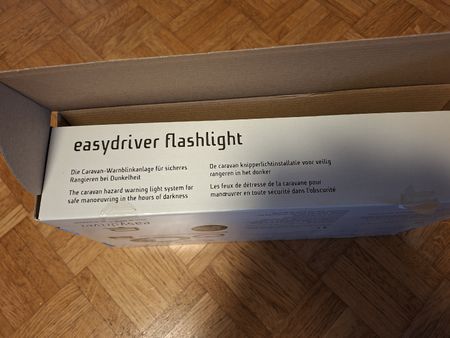 easydriver flashlight
Die Caravan-Warnblinkanlage für sicheres
Rangieren bei Dunkelheit
The caravan hazard warning light system for
safe manœuvring in the hours of darkness
De caravan knipperlichtinstallatie voor veilig
rangeren in het donker
Les feux de détresse de la caravane pour
manœuvrer en toute sécurité dans l'obscurité
easydriver